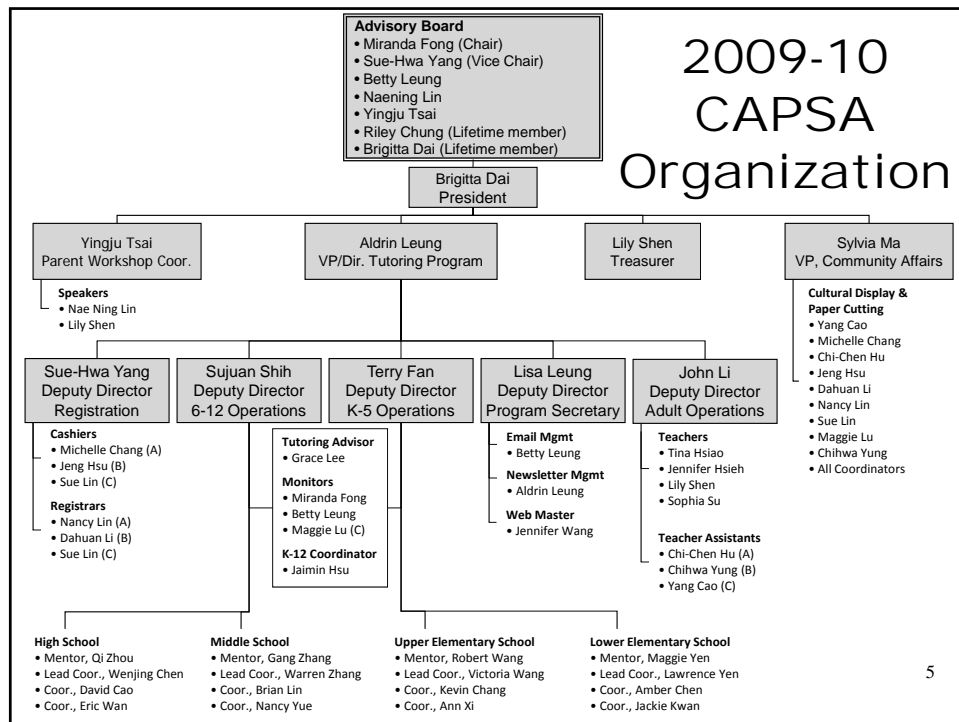 Advisory Board
• Miranda Fong (Chair)
• Sue-Hwa Yang (Vice Chair)
• Betty Leung
• Naening Lin
• Yingju Tsai
• Riley Chung (Lifetime member)
• Brigitta Dai (Lifetime member)
2009-10
CAPSA
Organization
Brigitta Dai
President
Yingju Tsai
Parent Workshop Coor.
Aldrin Leung
VP/Dir. Tutoring Program
Lily Shen
Treasurer
Sylvia Ma
VP, Community Affairs
Speakers
• Nae Ning Lin
• Lily Shen
Cultural Display &
Paper Cutting
• Yang Cao
• Michelle Chang
• Chi-Chen Hu
• Jeng Hsu
• Dahuan Li
• Nancy Lin
• Sue Lin
• Maggie Lu
• Chihwa Yung
• All Coordinators
Sue-Hwa Yang
Deputy Director
Registration
Sujuan Shih
Deputy Director
6-12 Operations
Terry Fan
Deputy Director
K-5 Operations
Lisa Leung
Deputy Director
Program Secretary
John Li
Deputy Director
Adult Operations
Cashiers
• Michelle Chang (A)
• Jeng Hsu (B)
• Sue Lin (C)
Registrars
• Nancy Lin (A)
• Dahuan Li (B)
• Sue Lin (C)
Tutoring Advisor
• Grace Lee
Monitors
• Miranda Fong
• Betty Leung
• Maggie Lu (C)
K-12 Coordinator
• Jaimin Hsu
Email Mgmt
• Betty Leung
Newsletter Mgmt
• Aldrin Leung
Web Master
• Jennifer Wang
Teachers
• Tina Hsiao
• Jennifer Hsieh
• Lily Shen
• Sophia Su
Teacher Assistants
• Chi-Chen Hu (A)
• Chihwa Yung (B)
• Yang Cao (C)
High School
• Mentor, Qi Zhou
• Lead Coor., Wenjing Chen
• Coor., David Cao
• Coor., Eric Wan
Middle School
• Mentor, Gang Zhang
• Lead Coor., Warren Zhang
• Coor., Brian Lin
• Coor., Nancy Yue
Upper Elementary School
• Mentor, Robert Wang
• Lead Coor., Victoria Wang
• Coor., Kevin Chang
• Coor., Ann Xi
Lower Elementary School
• Mentor, Maggie Yen
• Lead Coor., Lawrence Yen
• Coor., Amber Chen
• Coor., Jackie Kwan
5